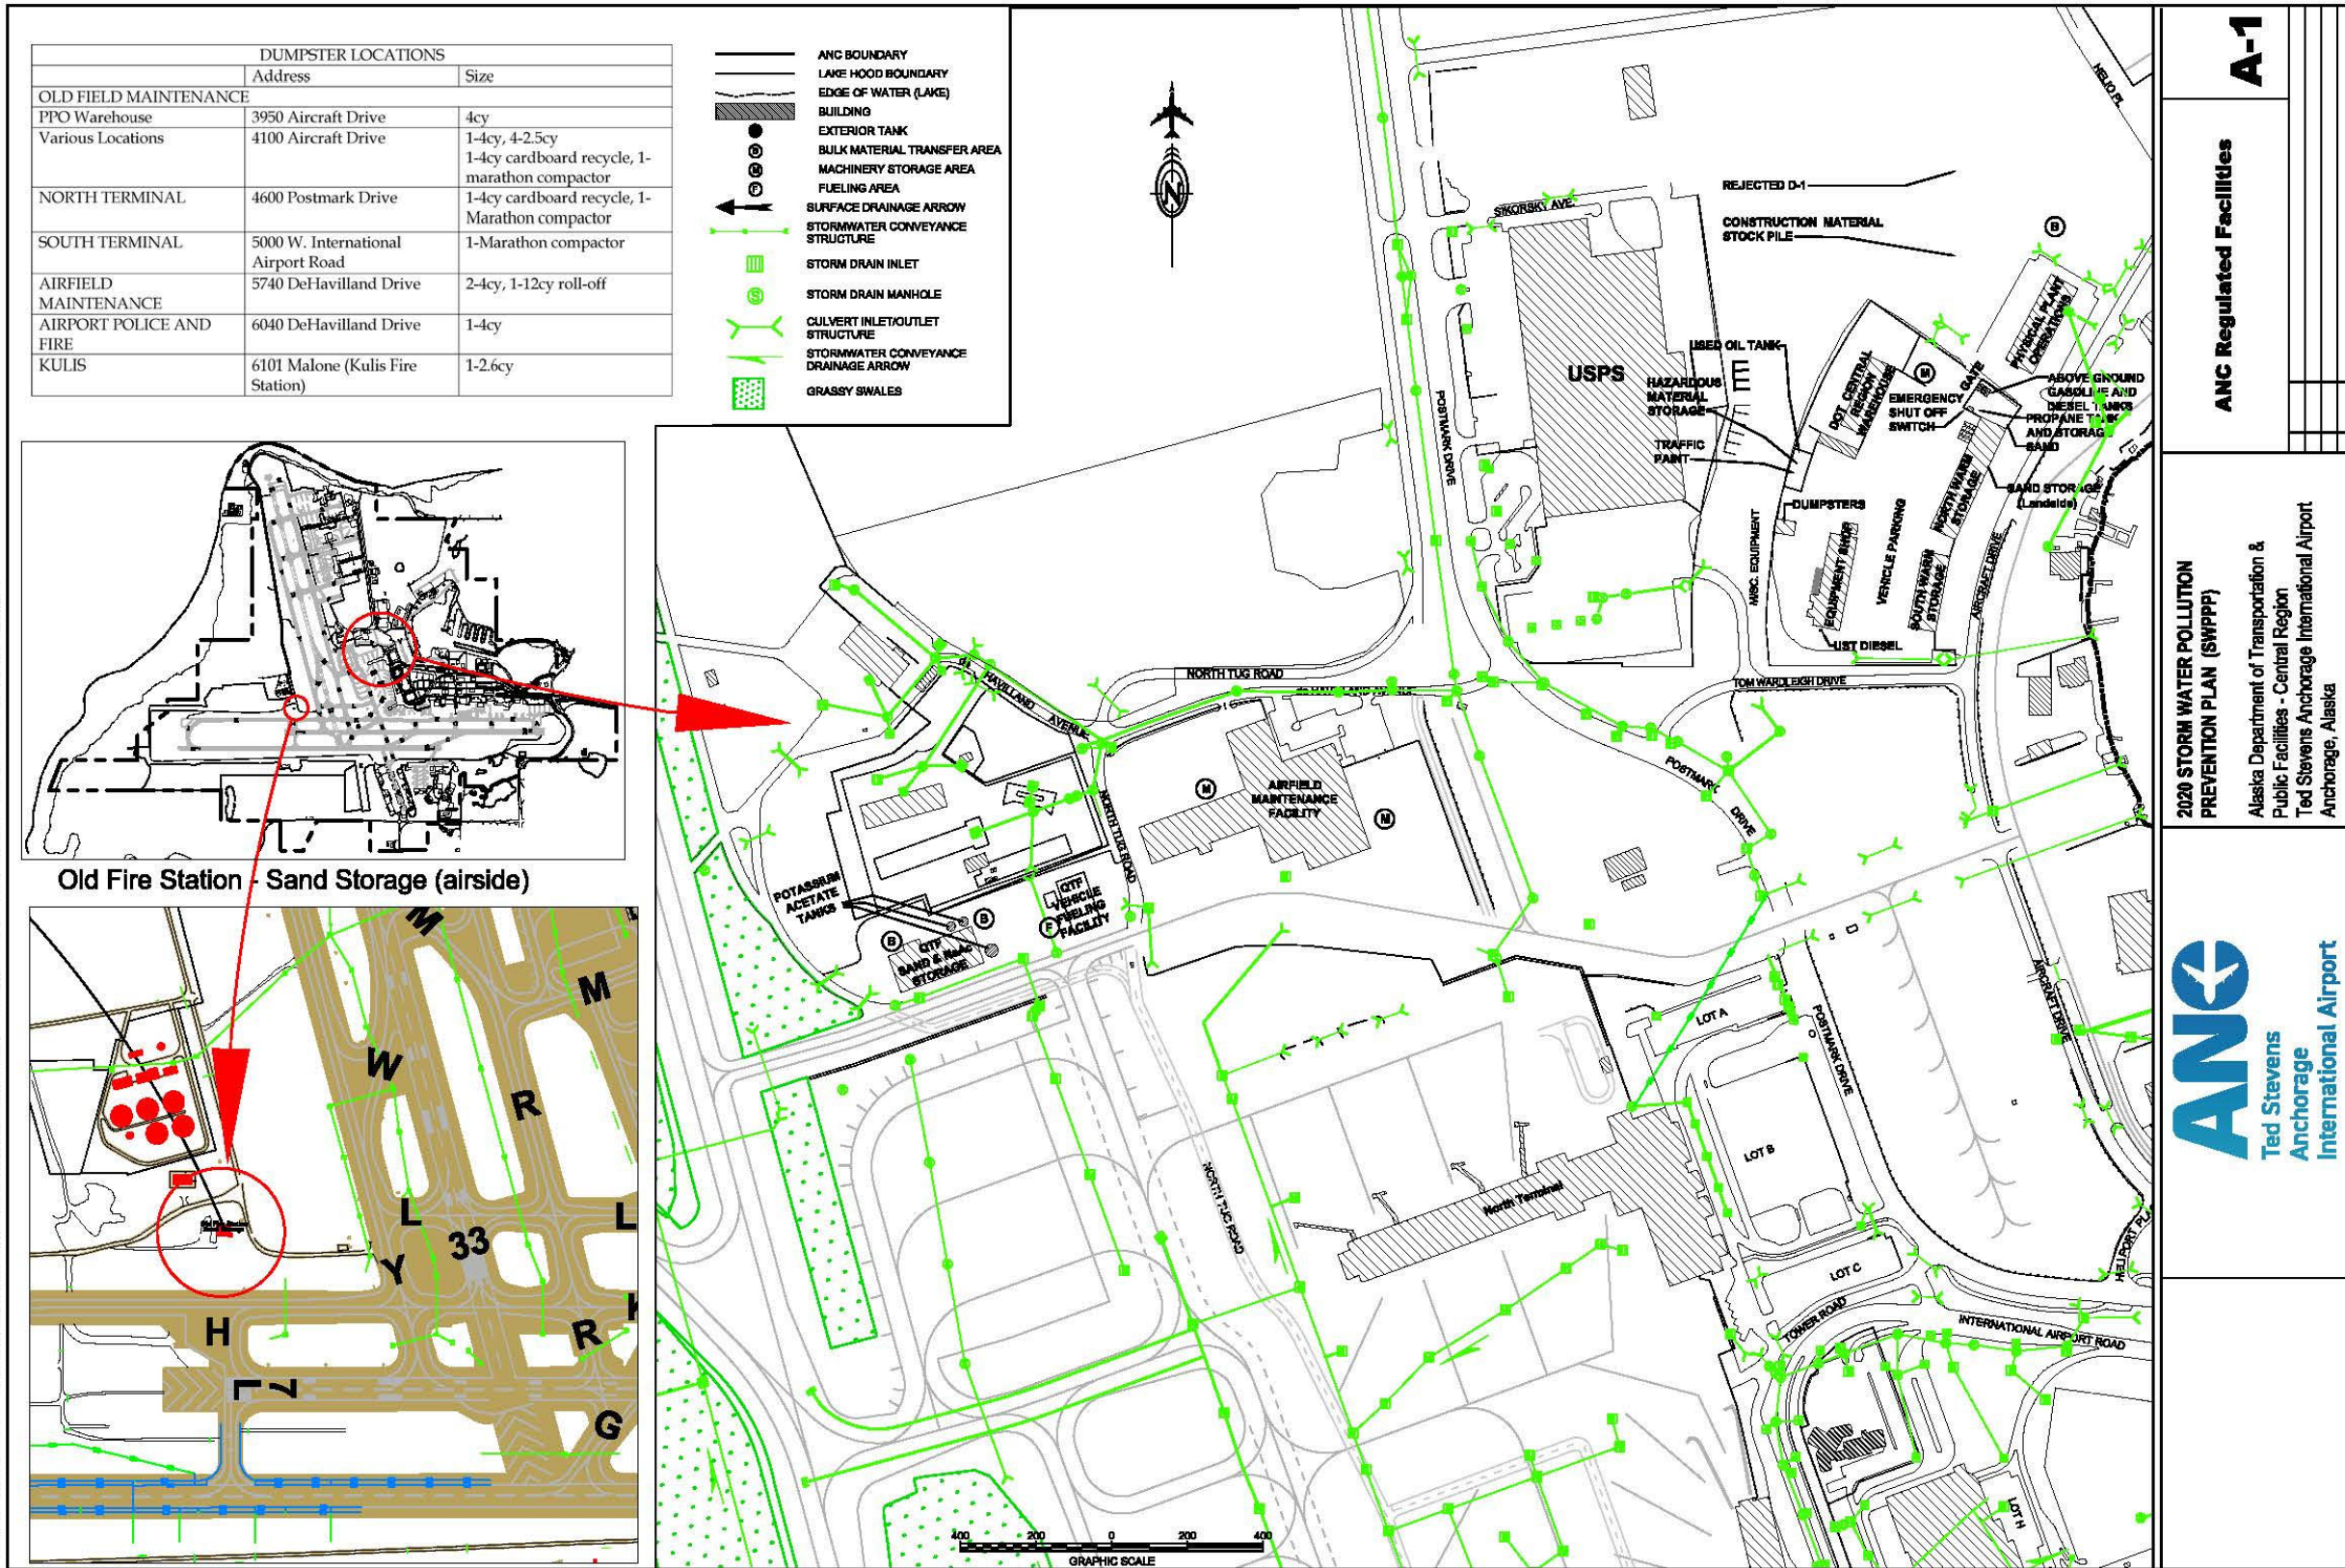 DUMPSTER LOCATIONS
Address Size
OLD FIELD MAINTENANCE
PPO Warehouse 3950 Aircraft Drive 4cy
Various Locations 4100 Aircraft Drive 1-4cy, 4-2.5cy
1-4cy cardboard recycle, 1-
marathon compactor
NORTH TERMINAL 4600 Postmark Drive 1-4cy cardboard recycle, 1-
Marathon compactor
SOUTH TERMINAL 5000 W. International 1-Marathon compactor
Airport Road
AIRFIELD 5740 DeHavilland Drive 2-4cy, 1-12cy roll-off
MAINTENANCE
AIRPORT POLICE AND 6040 DeHavilland Drive 1-4cy
FIRE
KULIS 6101 Malone (Kulis Fire 1-2.6cy
Station)
ANC BOUNDARY
LAKE HOOD BOUNDARY
EDGE OF WATER (LAKE)
BUILDING
EXTERIOR TANK
B BULK MATERIAL TRANSFER AREA
M MACHINERY STORAGE AREA
F FUELING AREA
SURFACE DRAINAGE ARROW
STORMWATER CONVEYANCE
STRUCTURE
STORM DRAIN INLET
S STORM DRAIN MANHOLE
CULVERT INLET/OUTLET
STRUCTURE
STORMWATER CONVEYANCE
DRAINAGE ARROW
GRASSY SWALES
N
Old Fire Station - Sand Storage (airside)
M
M
W
R
L
L
33
Y
H
R
K
L
7
G
HELIO PL
SIKORSKY AVE.
REJECTED D-1
CONSTRUCTION MATERIAL
STOCK PILE
B
PHYSICAL PLANT
OPERATIONS
USPS
POSTMARK DRIVE
USED OIL TANK
HAZARDOUS
MATERIAL
STORAGE
TRAFFIC
PAINT
DOT CENTRAL
REGION
WAREHOUSE
M
EMERGENCY
SHUT OFF
SWITCH
GATE
ABOVE GROUND
GASOLINE AND
DIESEL TANKS
PROPANE TANK
AND STORAGE
SAND
SAND STORAGE
(Landside)
NORTH WARM
STORAGE
DUMPSTERS
MISC. EQUIPMENT
EQUIPMENT SHOP
VEHICLE PARKING
SOUTH WARM
STORAGE
AIRCRAFT DRIVE
UST DIESEL
TOM WARDLEIGH DRIVE
NORTH TUG ROAD
HAVILLAND AVENUE
POSTMARK DRIVE
M
AIRFIELD
MAINTENANCE
FACILITY
M
NORTH TUG ROAD
POTASSIUM
ACETATE
TANKS
B
B
QTF
SAND & NaAc
STORAGE
F
QTF
VEHICLE
FUELING
FACILITY
LOT A
POSTMARK DRIVE
AIRCRAFT DRIVE
LOT B
North Terminal
NORTH TUG ROAD
LOT C
TOWER ROAD
INTERNATIONAL AIRPORT ROAD
LOT H
400 200 0 200 400
GRAPHIC SCALE
A-1
ANC Regulated Facilities
2020 STORM WATER POLLUTION
PREVENTION PLAN (SWPPP)
Alaska Department of Transportation &
Public Facilities - Central Region
Ted Stevens Anchorage International Airport
Anchorage, Alaska
ANC
Ted Stevens
Anchorage
International Airport